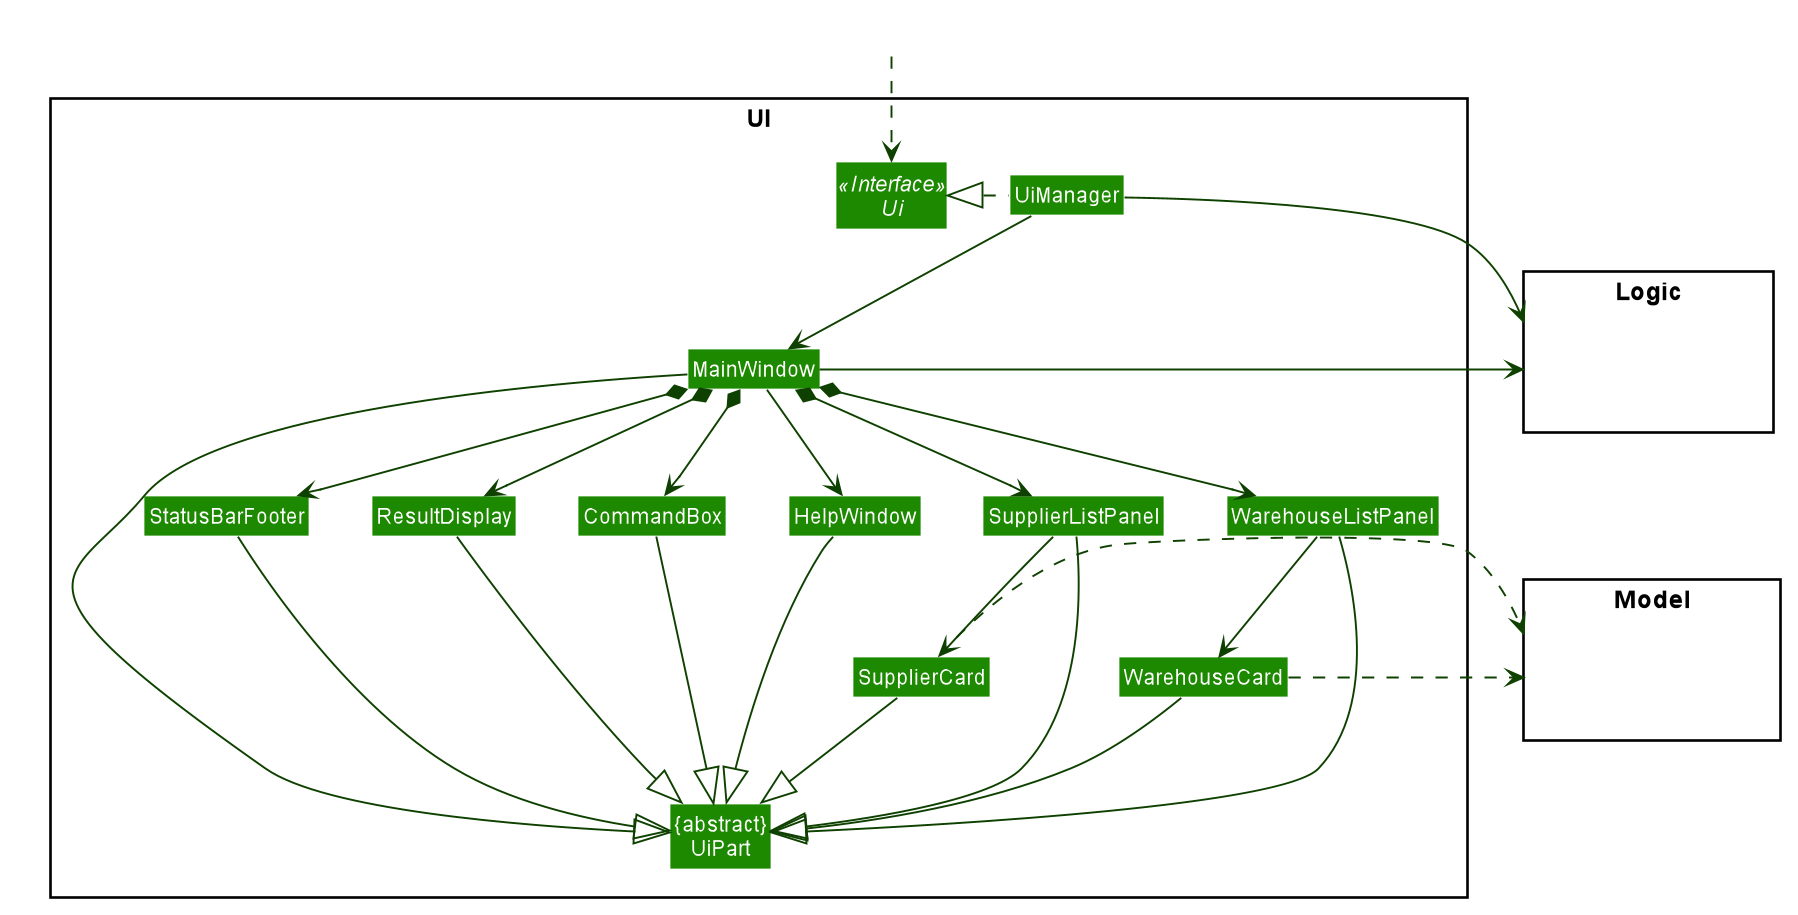 UI
«Interface»
Ui
UiManager
Logic
MainWindow
StatusBarFooter
ResultDisplay
CommandBox
HelpWindow
SupplierListPanel
WarehouseListPanel
Model
SupplierCard
WarehouseCard
{abstract}
UiPart